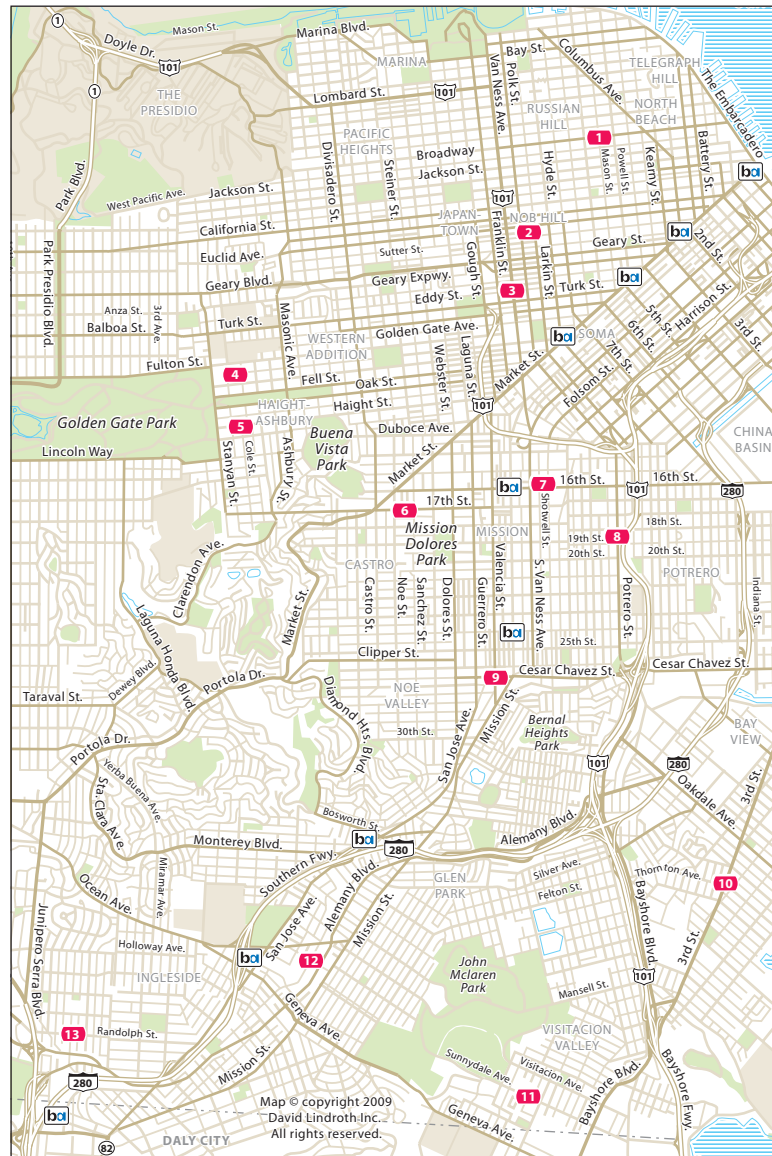 1
Mason St.
Marina Blvd.
Doyle Dr.
101
MARINA
Bay St.
Columbus Ave.
TELEGRAPH
HILL
The Embarcadero
1
THE
PRESIDIO
Lombard St.
101
Van Ness Ave.
Polk St.
RUSSIAN
HILL
NORTH
BEACH
PACIFIC
HEIGHTS
Divisadero St.
Steiner St.
Broadway
Jackson St.
Hyde St.
1
Mason St.
Powell St.
Kearny St.
Battery St.
ba
Park Blvd.
West Pacific Ave.
Jackson St.
California St.
JAPAN-
TOWN
101
Franklin St.
NOB HILL
2
Larkin St.
Geary St.
ba
2nd St.
Park Presidio Blvd.
Euclid Ave.
Sutter St.
Gough St.
Geary Blvd.
Geary Expwy.
Eddy St.
3
Turk St.
ba
Anza St.
Balboa St.
3rd Ave.
Turk St.
Masonic Ave.
WESTERN
ADDITION
Golden Gate Ave.
Webster St.
Laguna St.
Market St.
ba
SOMA
5th St.
6th St.
7th St.
Harrison St.
3rd St.
Folsom St.
Fulton St.
4
Fell St.
Oak St.
Haight St.
HAIGHT-
ASHBURY
101
Golden Gate Park
5
Lincoln Way
Stanyan St.
Cole St.
Ashbury St.
Buena
Vista
Park
Duboce Ave.
Market St.
CHINA
BASIN
ba
7
16th St.
16th St.
101
280
17th St.
6
Shotwell St.
Mission
Dolores
Park
MISSION
8
18th St.
19th St.
20th St.
20th St.
Clarendon Ave.
CASTRO
Castro St.
Noe St.
Sanchez St.
Dolores St.
Guerrero St.
Valencia St.
S. Van Ness Ave.
Potrero St.
POTRERO
Indiana St.
Market St.
ba
25th St.
Laguna Honda Blvd.
Clipper St.
Cesar Chavez St.
Cesar Chavez St.
9
Dewey Blvd.
Portola Dr.
Taraval St.
Diamond Hts. Blvd.
NOE
VALLEY
30th St.
San Jose Ave.
Mission St.
Bernal
Heights
Park
BAY
VIEW
Portola Dr.
101
280
3rd St.
Oakdale Ave.
Yerba Buena Ave.
Sta. Clara Ave.
Bosworth St.
Monterey Blvd.
ba
280
Alemany Blvd.
Southern Fwy.
Ocean Ave.
Miramar Ave.
Alemany Blvd.
GLEN
PARK
Silver Ave.
Felton St.
Thornton Ave.
10
Bayshore Blvd.
Junipero Serra Blvd.
Mission St.
Holloway Ave.
San Jose Ave.
ba
12
3rd St.
INGLESIDE
John
Mclaren
Park
101
Mansell St.
Geneva Ave.
13
Randolph St.
VISITACION
VALLEY
Sunnydale Ave.
Visitacion Ave.
280
Mission St.
11
Bayshore Blvd.
Bayshore Fwy.
ba
Map © copyright 2009
David Lindroth Inc.
All rights reserved.
Geneva Ave.
82
DALY CITY